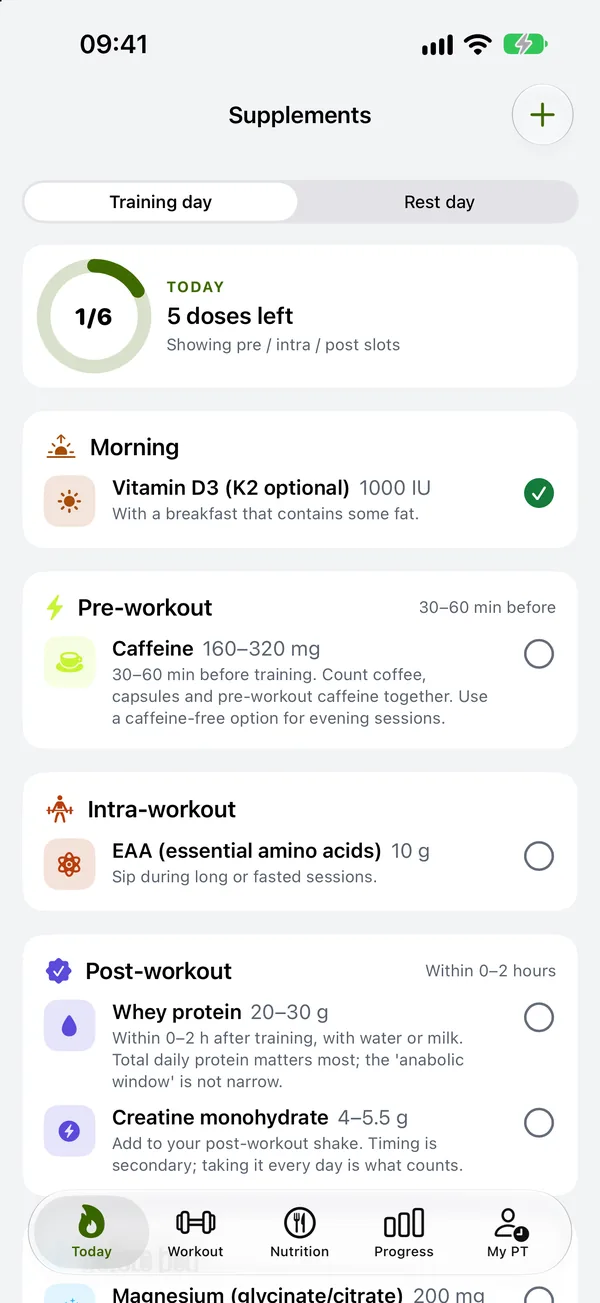 09:41
Supplements
Training day
Rest day
1/6
TODAY
5 doses left
Showing pre / intra / post slots
Morning
Vitamin D3 (K2 optional) 1000 IU
With a breakfast that contains some fat.
Pre-workout
30–60 min before
Caffeine 160–320 mg
30–60 min before training. Count coffee,
capsules and pre-workout caffeine together. Use
a caffeine-free option for evening sessions.
Intra-workout
EAA (essential amino acids) 10 g
Sip during long or fasted sessions.
Post-workout
Within 0–2 hours
Whey protein 20–30 g
Within 0–2 h after training, with water or milk.
Total daily protein matters most; the 'anabolic
window' is not narrow.
Creatine monohydrate 4–5.5 g
Add to your post-workout shake. Timing is
secondary; taking it every day is what counts.
Today
Workout
Nutrition
Progress
My PT
Magnesium (glycinate/citrate) 200 mg